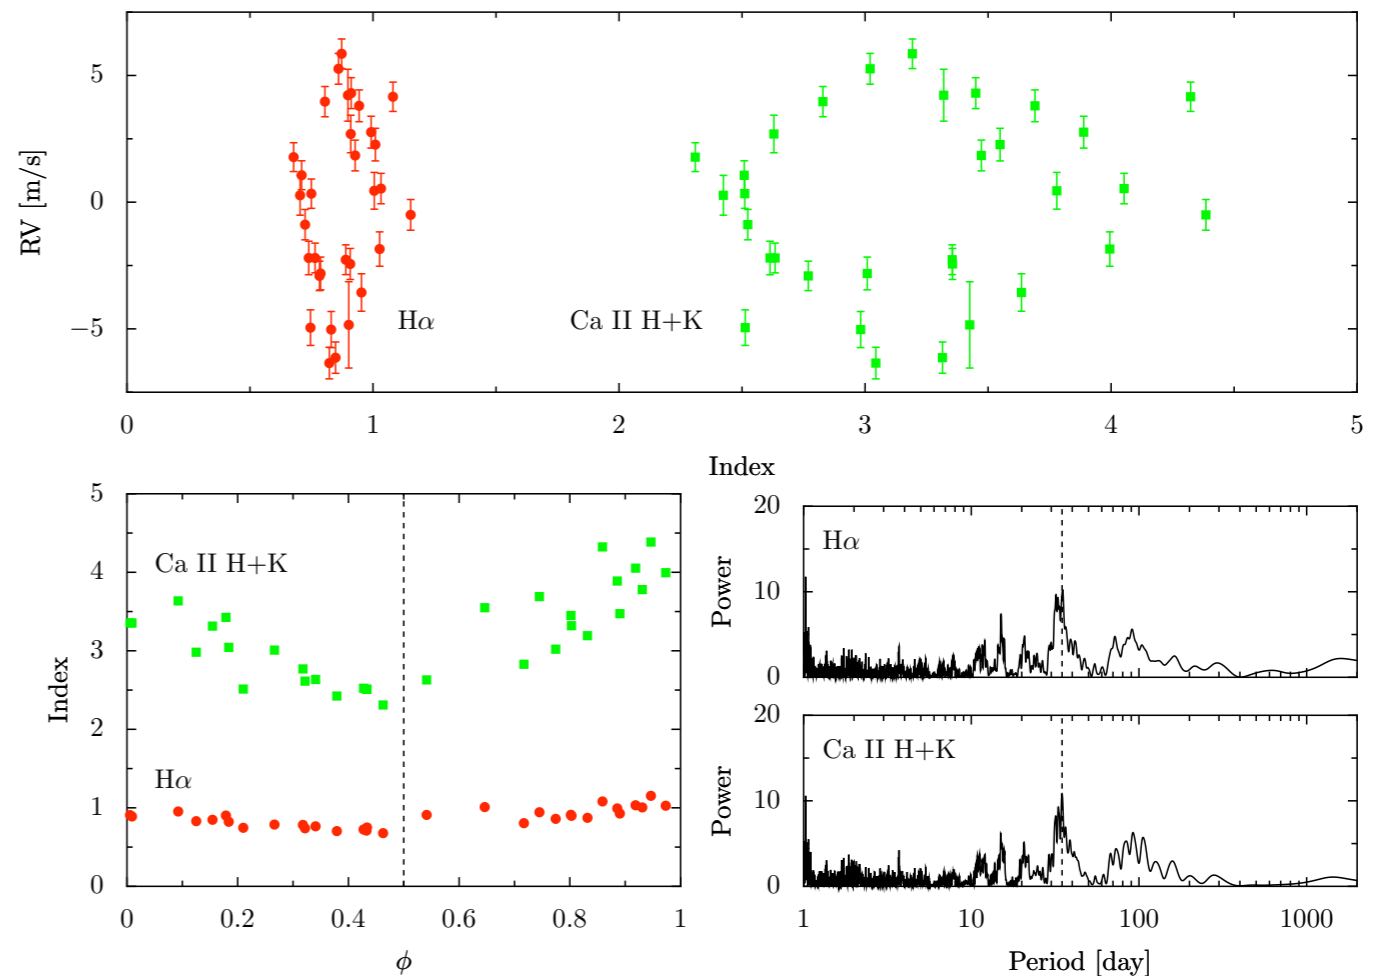 RV [m/s]
5
0
−5
Hα
Ca II H+K
0 1 2 3 4 5
Index
Index
5
4
3
2
1
0
Ca II H+K
Hα
0 0.2 0.4 0.6 0.8 1
ϕ
Power
20
10
0
Hα
Power
20
10
0
Ca II H+K
1 10 100 1000
Period [day]